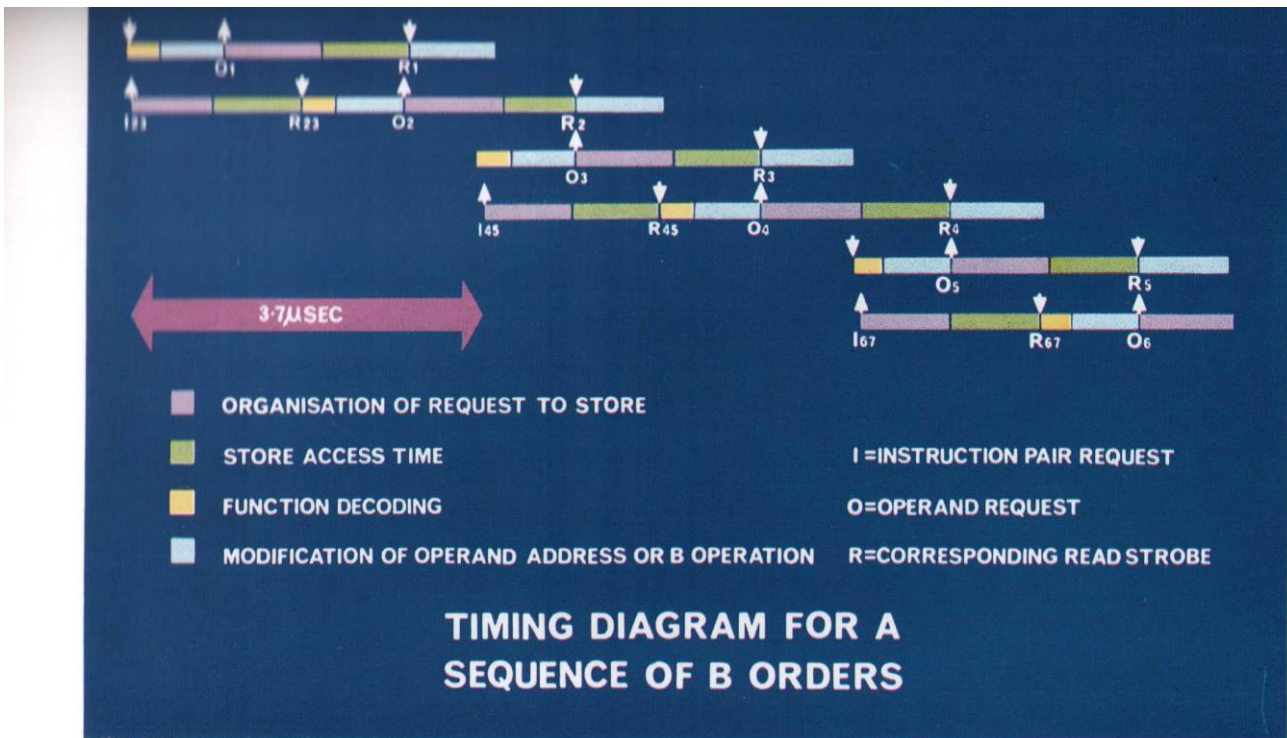 O1 R1
I23 R23 O2 R2
O3 R3
I45 R45 O4 R4
O5 R5
I67 R67 O6
3·7μSEC
ORGANISATION OF REQUEST TO STORE
STORE ACCESS TIME I=INSTRUCTION PAIR REQUEST
FUNCTION DECODING O=OPERAND REQUEST
MODIFICATION OF OPERAND ADDRESS OR B OPERATION R=CORRESPONDING READ STROBE
TIMING DIAGRAM FOR A
SEQUENCE OF B ORDERS